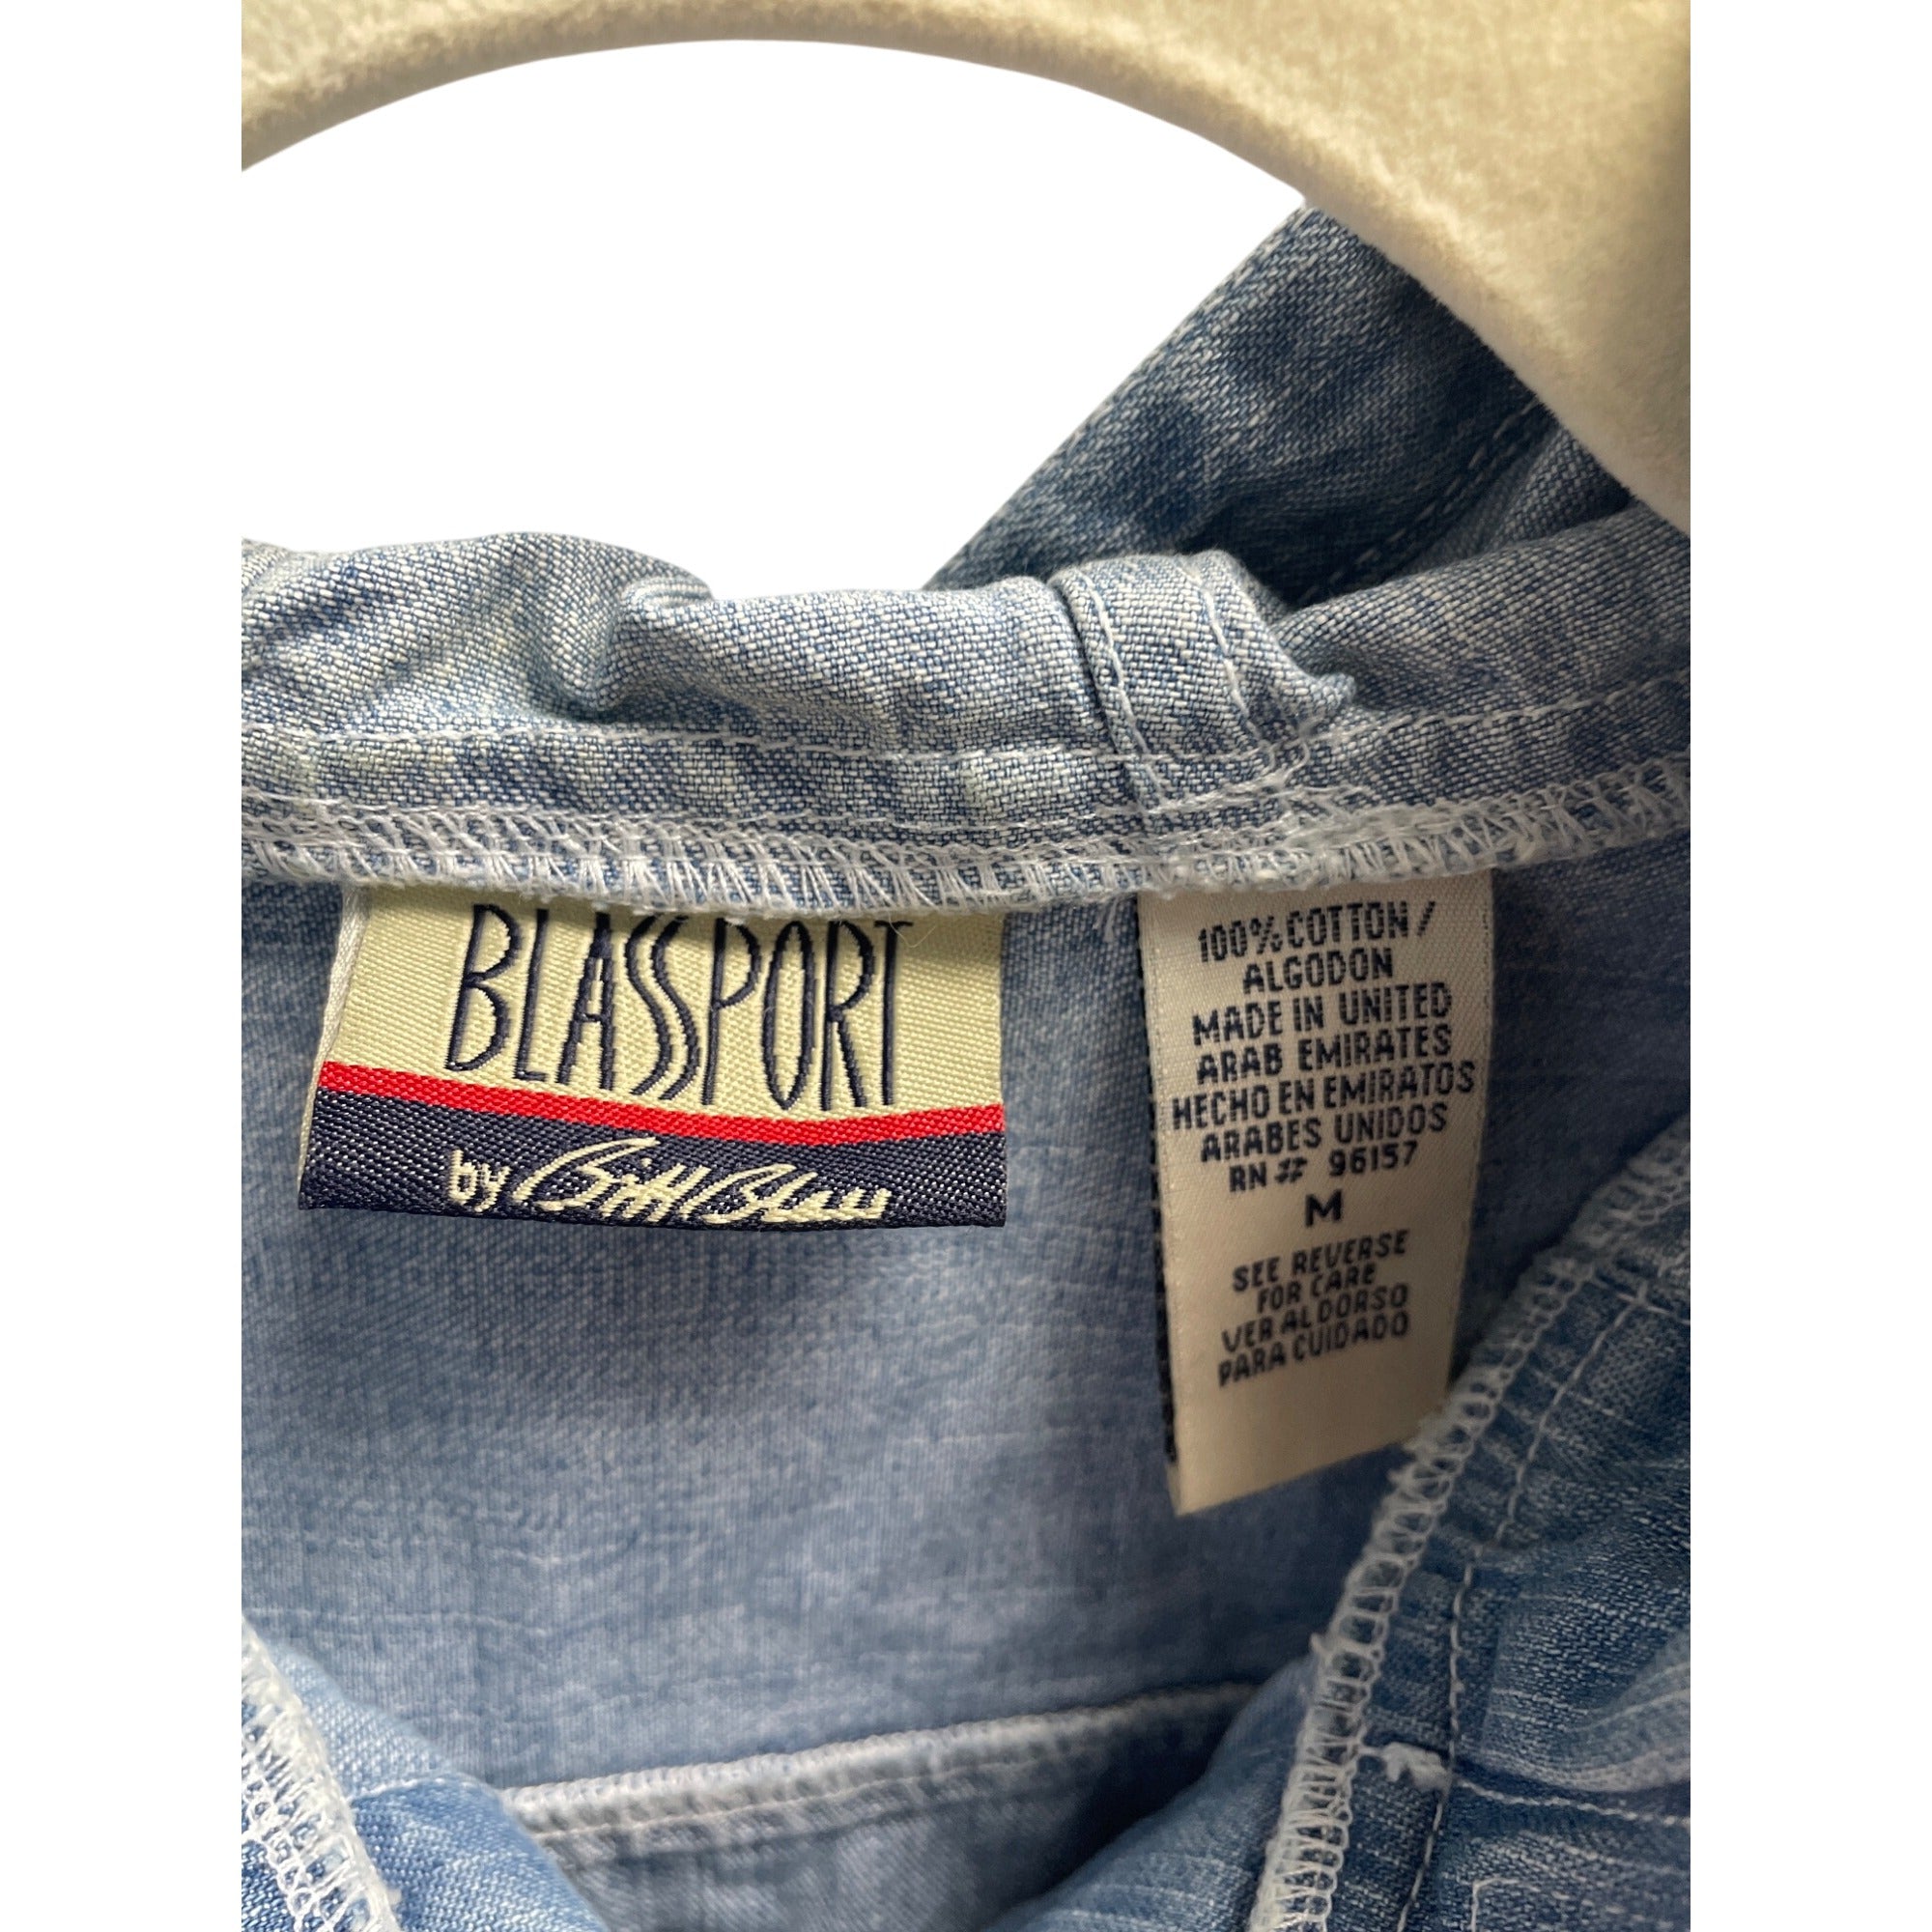 BLASSPORT
by Bill Blass
100% COTTON /
ALGODON
MADE IN UNITED
ARAB EMIRATES
HECHO EN EMIRATOS
ARABES UNIDOS
RN # 96157
M
SEE REVERSE
FOR CARE
VER AL DORSO
PARA CUIDADO